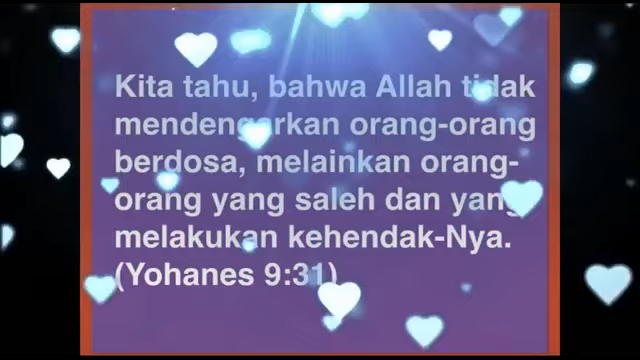 Kita tahu, bahwa Allah tidak
mendengarkan orang-orang
berdosa, melainkan orang-
orang yang saleh dan yang
melakukan kehendak-Nya.
(Yohanes 9:31)